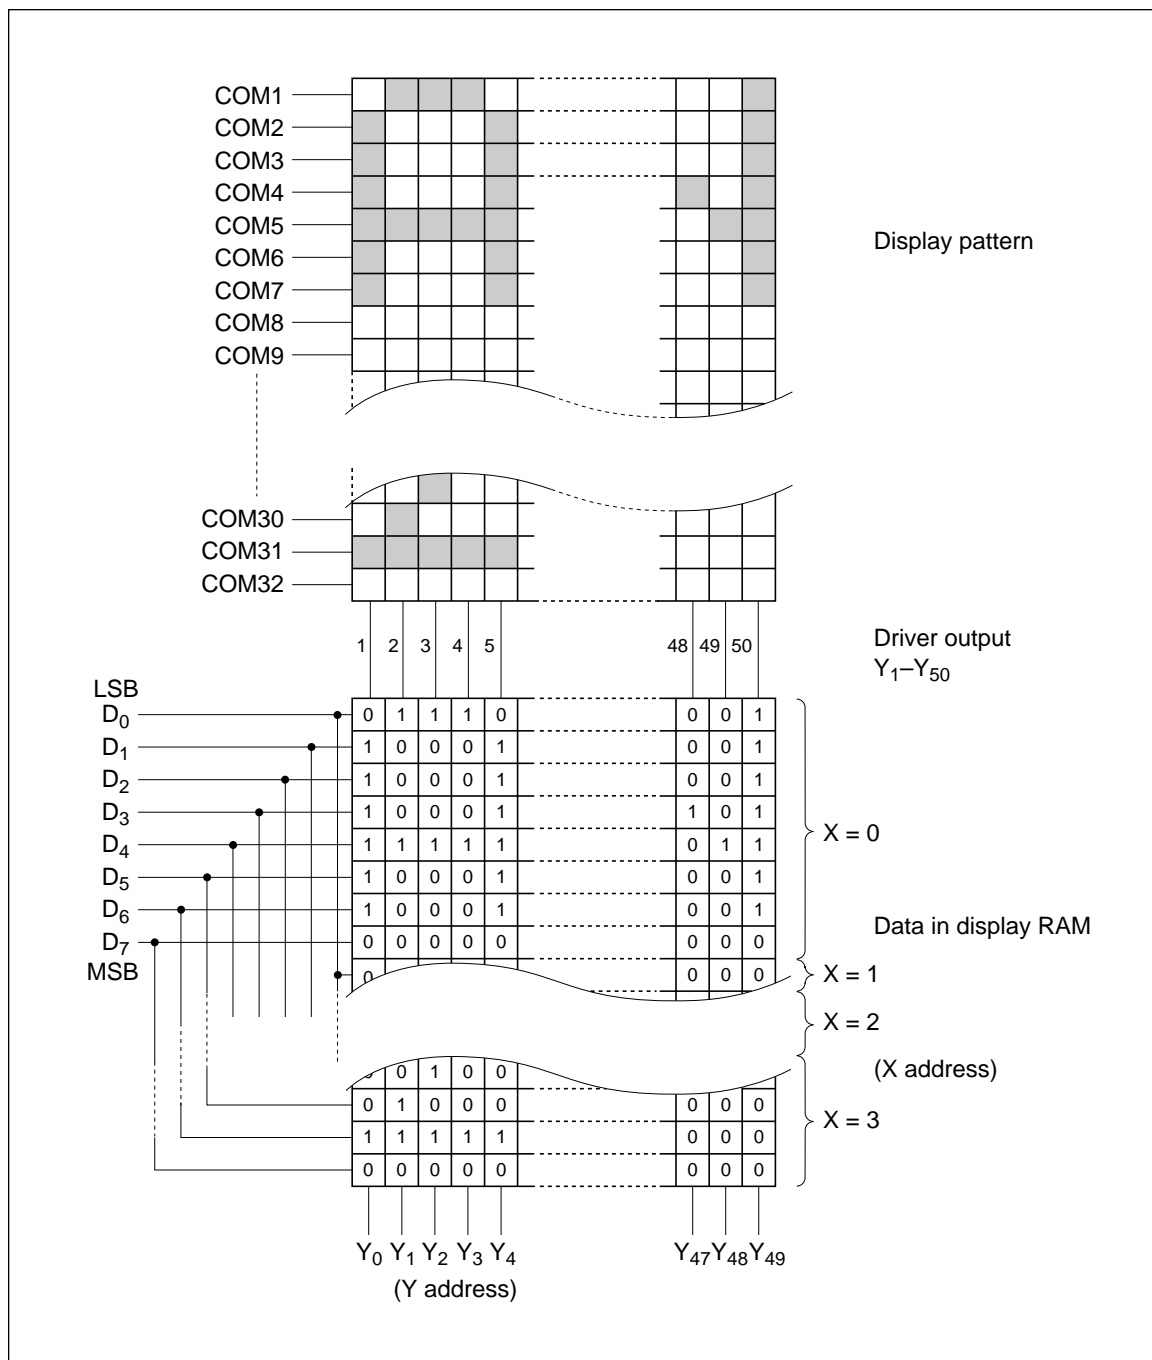 COM1
COM2
COM3
COM4
COM5
COM6
COM7
COM8
COM9
Display pattern
COM30
COM31
COM32
1 2 3 4 5 48 49 50
Driver output
Y1–Y50
LSB
D0 0 1 1 1 0 0 0 1
D1 1 0 0 0 1 0 0 1
D2 1 0 0 0 1 0 0 1
D3 1 0 0 0 1 1 0 1
D4 1 1 1 1 1 0 1 1
X = 0
D5 1 0 0 0 1 0 0 1
D6 1 0 0 0 1 0 0 1
Data in display RAM
D7 0 0 0 0 0 0 0 0
MSB 0 0 0 0 X = 1
X = 2
(X address)
0 0 1 0 0
0 1 0 0 0 0 0 0
X = 3
1 1 1 1 1 0 0 0
0 0 0 0 0 0 0 0
Y0 Y1 Y2 Y3 Y4 Y47 Y48 Y49
(Y address)